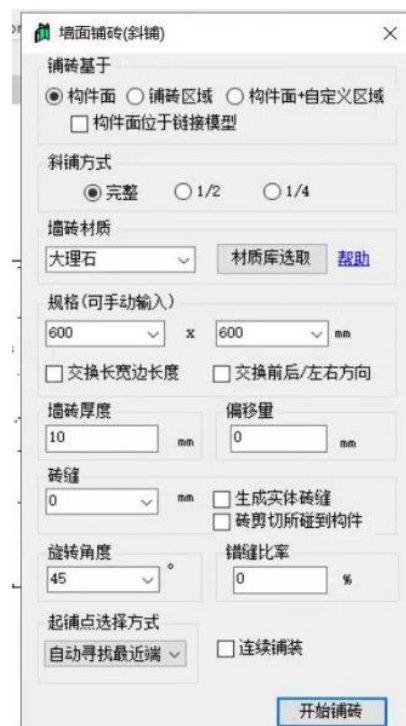 墙面铺砖(斜铺)
铺砖基于
构件面 铺砖区域 构件面+自定义区域
构件面位于链接模型
斜铺方式
完整 1/2 1/4
墙砖材质
大理石 材质库选取 帮助
规格(可手动输入)
600 x 600 mm
交换长宽边长度 交换前后/左右方向
墙砖厚度 偏移量
10 mm 0 mm
砖缝
0 mm 生成实体砖缝
砖剪切所碰到构件
旋转角度 错缝比率
45 ° 0 %
起铺点选择方式
自动寻找最近端 连续铺装
开始铺砖